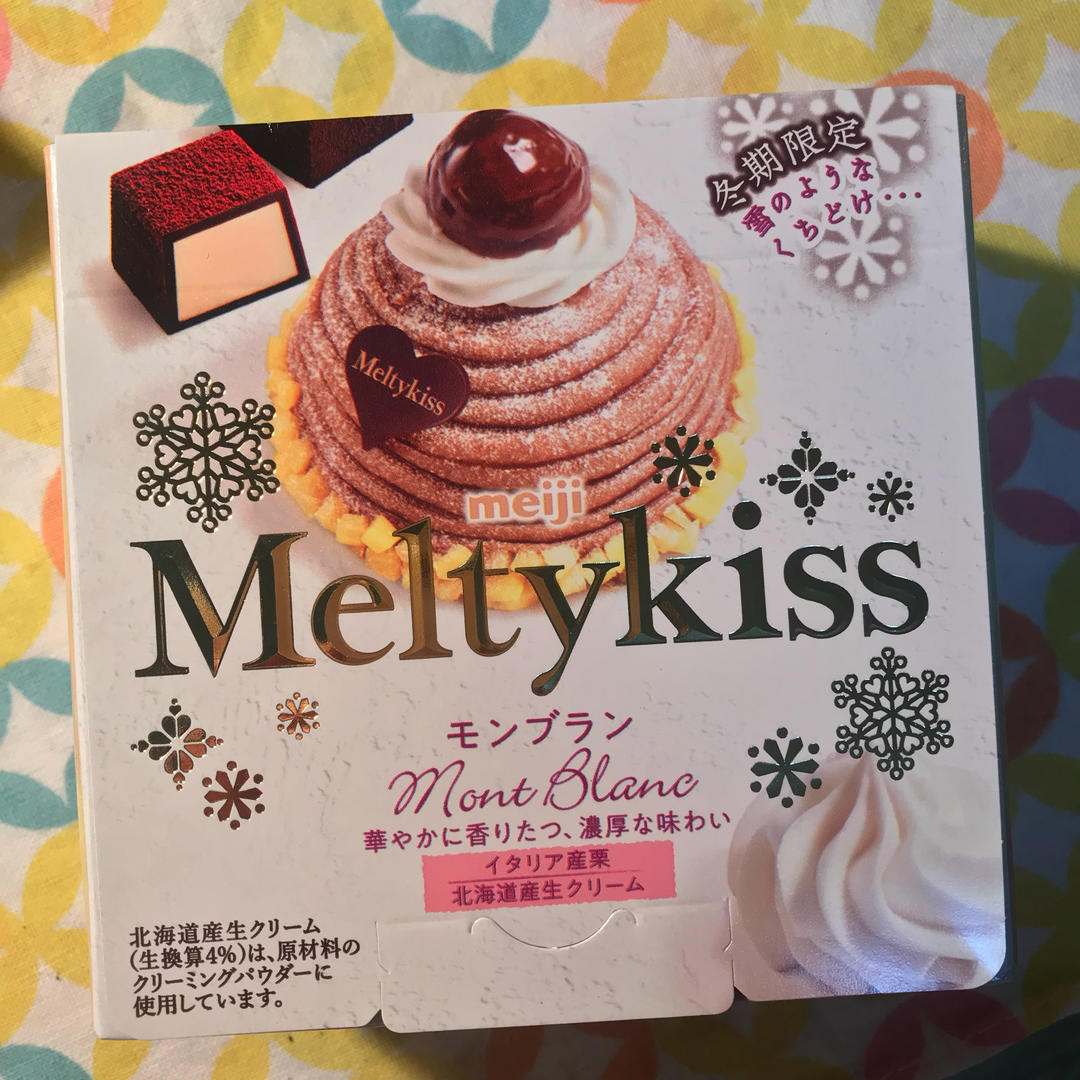 冬期限定
雪のような
くちどけ…
Meltykiss
meiji
Meltykiss
モンブラン
Mont Blanc
華やかに香りたつ、濃厚な味わい
イタリア産栗
北海道産生クリーム
北海道産生クリーム
(生換算4%)は、原材料の
クリーミングパウダーに
使用しています。